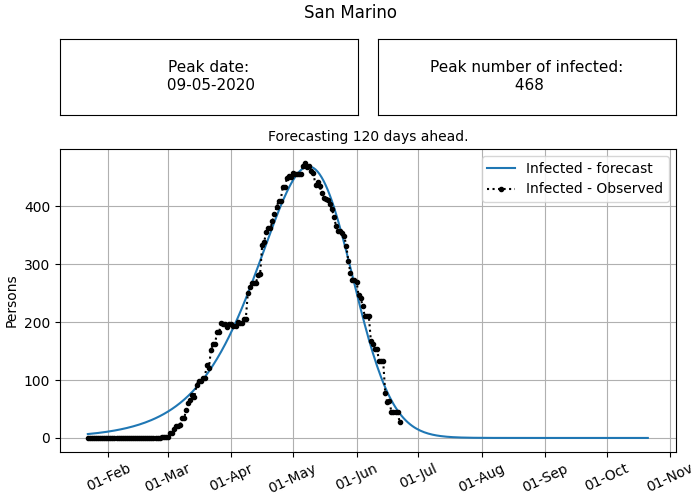 San Marino
Peak date:
09-05-2020
Peak number of infected:
468
Forecasting 120 days ahead.
Infected - forecast
Infected - Observed
Persons
400
300
200
100
0
01-Feb
01-Mar
01-Apr
01-May
01-Jun
01-Jul
01-Aug
01-Sep
01-Oct
01-Nov